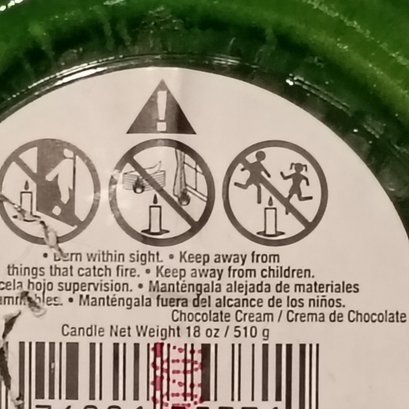 • Burn within sight. • Keep away from
things that catch fire. • Keep away from children.
bajo supervisión. • Manténgala alejada de materiales
• Manténgala fuera del alcance de los niños.
Chocolate Cream / Crema de Chocolate
Candle Net Weight 18 oz / 510 g